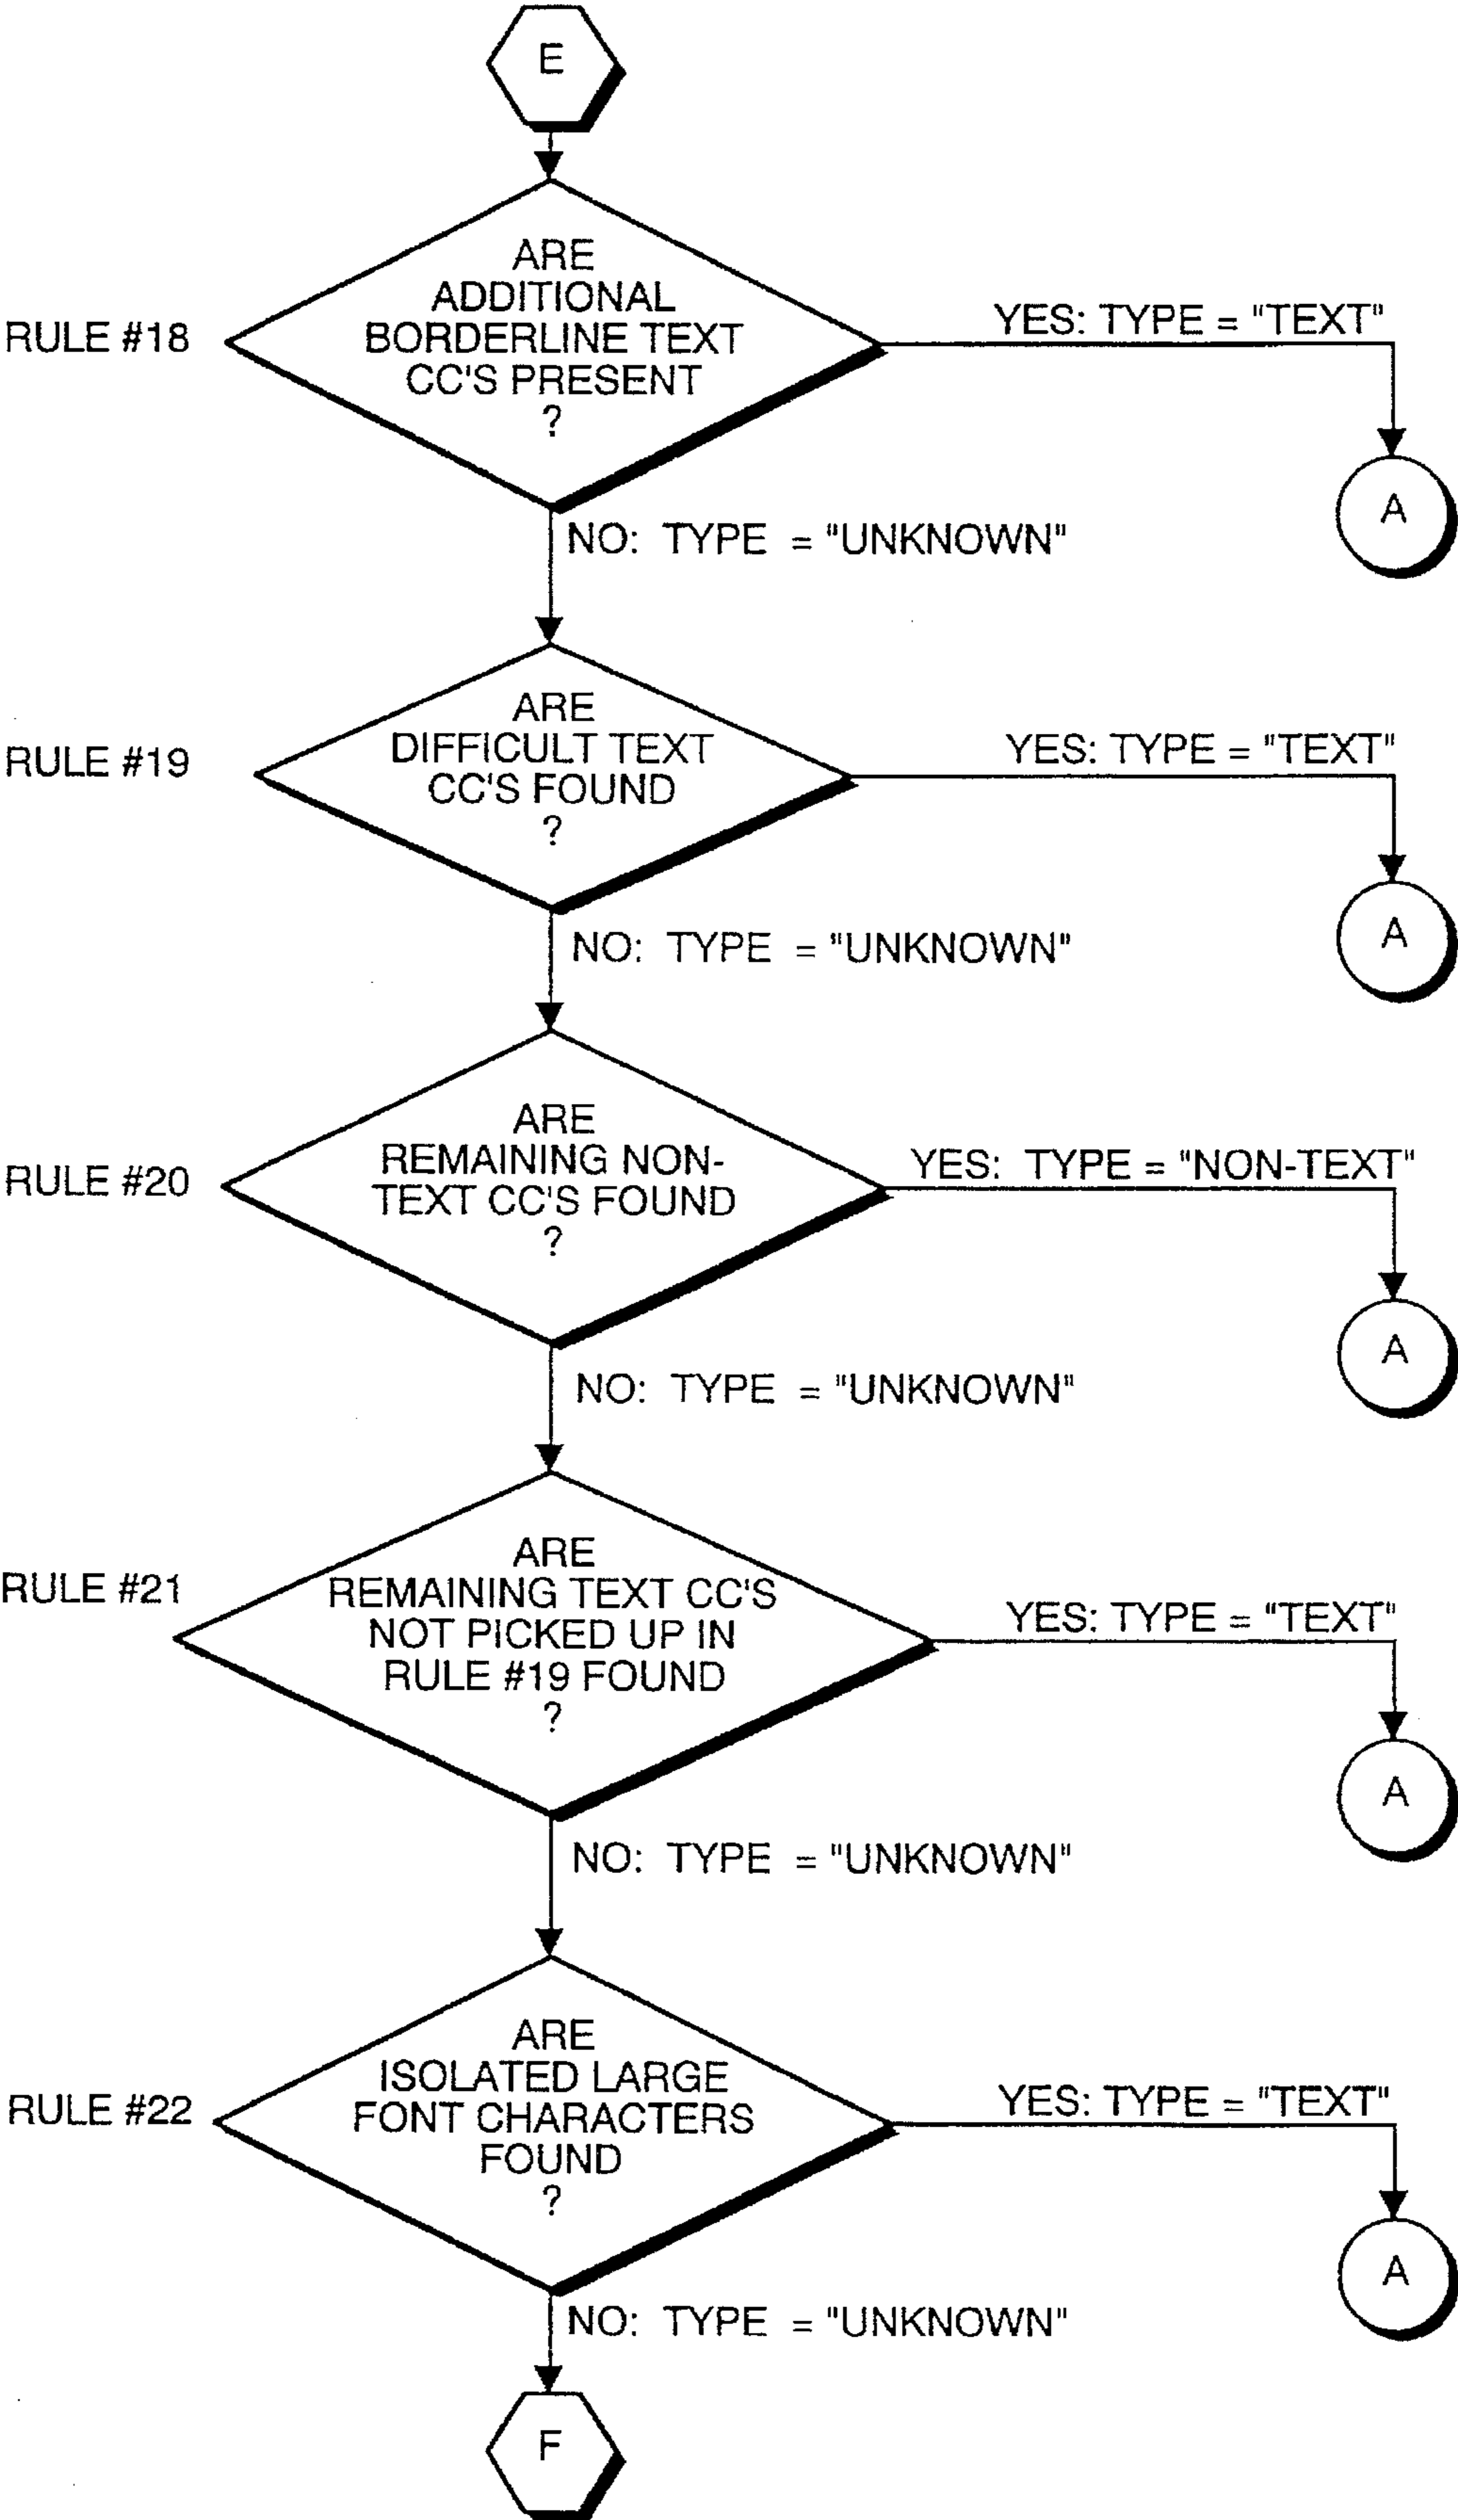 E
ARE
ADDITIONAL
BORDERLINE TEXT
CC'S PRESENT
?
RULE #18
YES: TYPE = "TEXT"
A
NO: TYPE = "UNKNOWN"
ARE
DIFFICULT TEXT
CC'S FOUND
?
RULE #19
YES: TYPE = "TEXT"
A
NO: TYPE = "UNKNOWN"
ARE
REMAINING NON-
TEXT CC'S FOUND
?
RULE #20
YES: TYPE = "NON-TEXT"
A
NO: TYPE = "UNKNOWN"
ARE
REMAINING TEXT CC'S
NOT PICKED UP IN
RULE #19 FOUND
?
RULE #21
YES: TYPE = "TEXT"
A
NO: TYPE = "UNKNOWN"
ARE
ISOLATED LARGE
FONT CHARACTERS
FOUND
?
RULE #22
YES: TYPE = "TEXT"
A
NO: TYPE = "UNKNOWN"
F